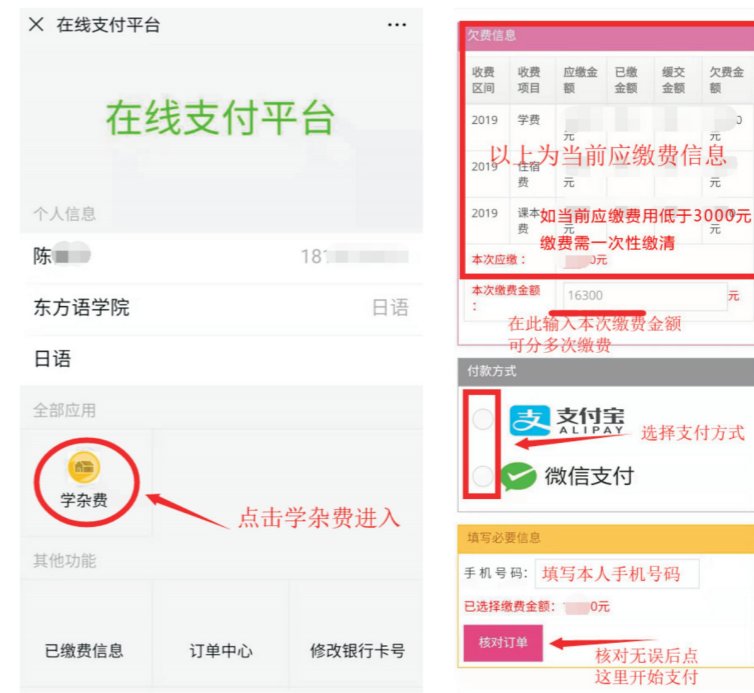 在线支付平台
在线支付平台
个人信息
陈
181
东方语学院
日语
日语
全部应用
学杂费
点击学杂费进入
其他功能
已缴费信息
订单中心
修改银行卡号
欠费信息
收费区间
收费项目
应缴金额
已缴金额
缓交金额
欠费金额
2019
学费
元
元
以上为当前应缴费信息
2019
住宿费
元
元
2019
课本费
元
元
如当前应缴费用低于3000元
缴费需一次性缴清
本次应缴：
0元
本次缴费金额：
16300
元
在此输入本次缴费金额
可分多次缴费
付款方式
支付宝
ALIPAY
选择支付方式
微信支付
填写必要信息
手机号码：
填写本人手机号码
已选择缴费金额：
0元
核对订单
核对无误后点
这里开始支付